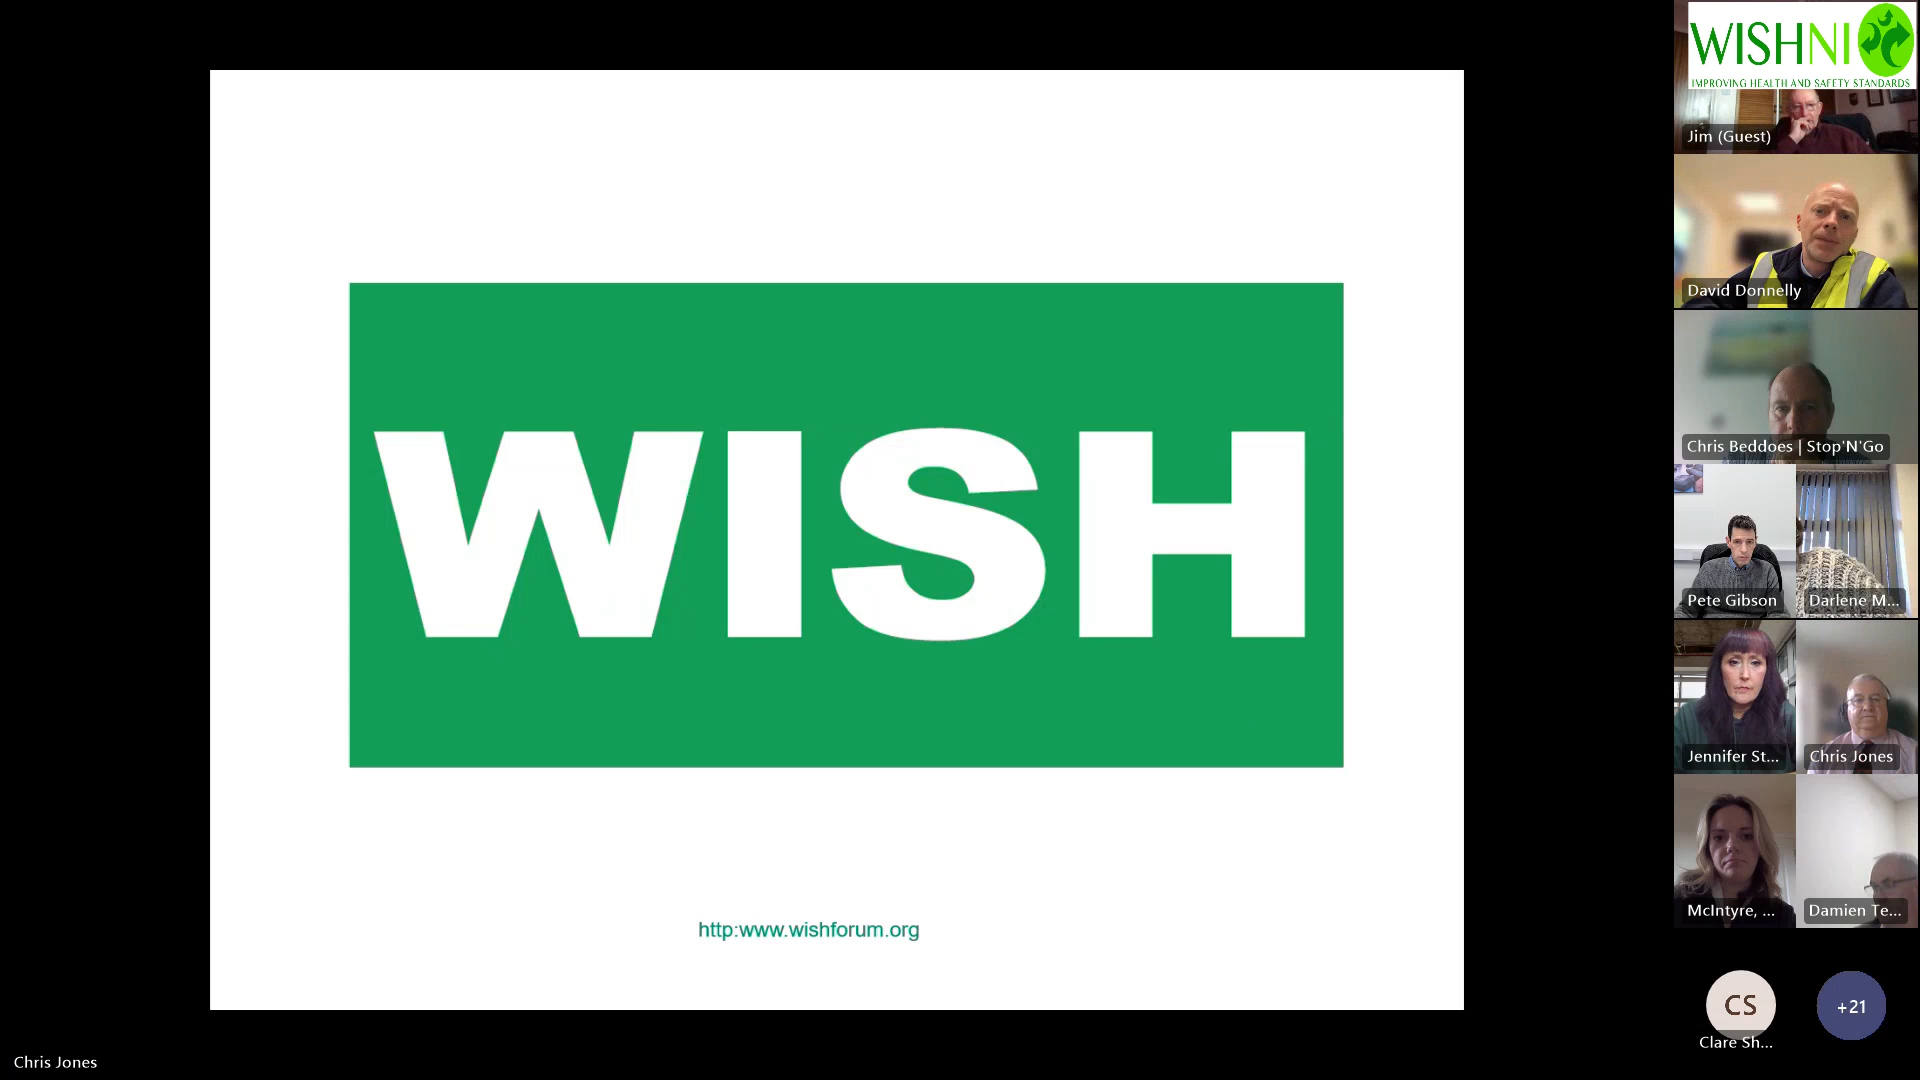 WISH
http:www.wishforum.org
WISHNI
IMPROVING HEALTH AND SAFETY STANDARDS
Jim (Guest)
David Donnelly
Chris Beddoes | Stop'N'Go
Pete Gibson
Darlene M...
Jennifer St...
Chris Jones
McIntyre, ...
Damien Te...
CS
+21
Clare Sh...
Chris Jones